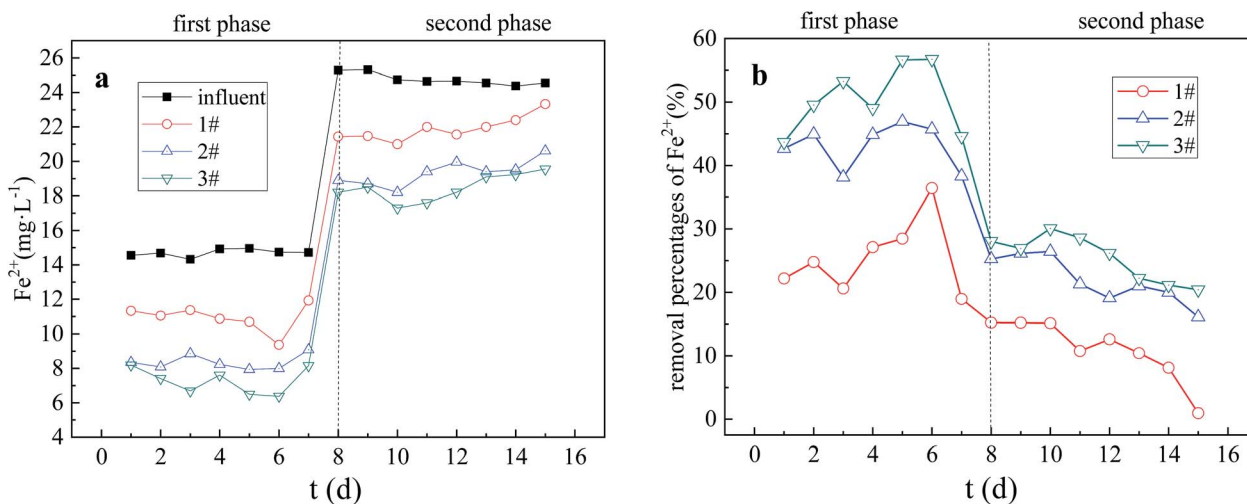 first phase
second phase
a
influent
1#
2#
3#
Fe²⁺(mg·L⁻¹)
26
24
22
20
18
16
14
12
10
8
6
4
0 2 4 6 8 10 12 14 16
t (d)
first phase
second phase
b
1#
2#
3#
removal percentages of Fe²⁺(%)
60
50
40
30
20
10
0
0 2 4 6 8 10 12 14 16
t (d)